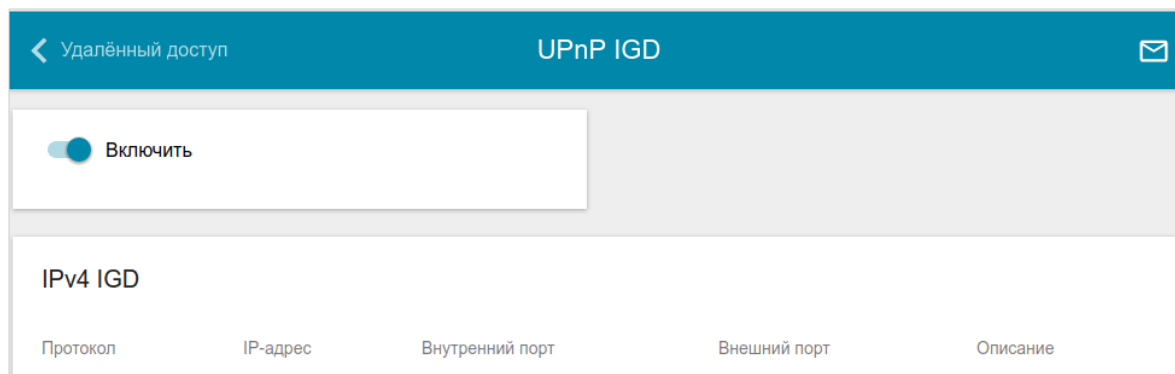 Удалённый доступ UPnP IGD
Включить
IPv4 IGD
Протокол IP-адрес Внутренний порт Внешний порт Описание